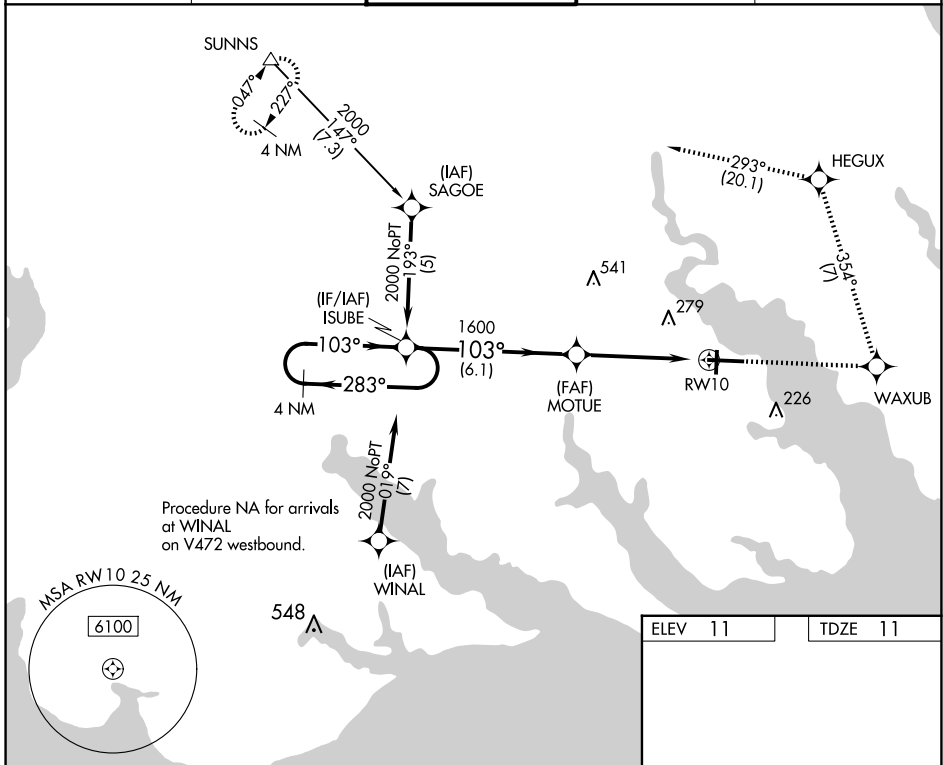 SUNNS
047°
227°
4 NM
2000
147°
(7.3)
(IAF)
SAGOE
293°
(20.1)
HEGUX
354°
(7)
2000 NoPT
193°
(5)
541
279
(IF/IAF)
ISUBE
103°
283°
4 NM
1600
103°
(6.1)
(FAF)
MOTUE
RW10
226
WAXUB
2000 NoPT
019°
(7)
Procedure NA for arrivals
at WINAL
on V472 westbound.
(IAF)
WINAL
548
MSA RW10 25 NM
6100
ELEV 11
TDZE 11